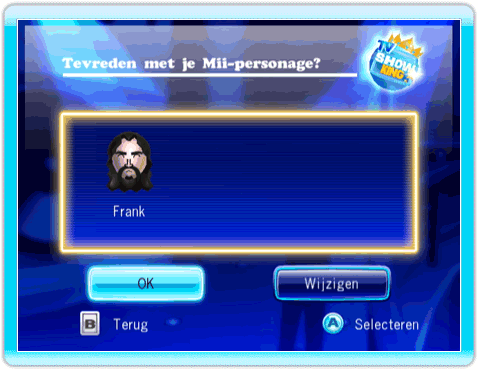 Tevreden met je Mii-personage?
TV
SHOW
KING
Frank
OK
Wijzigen
B Terug
A Selecteren